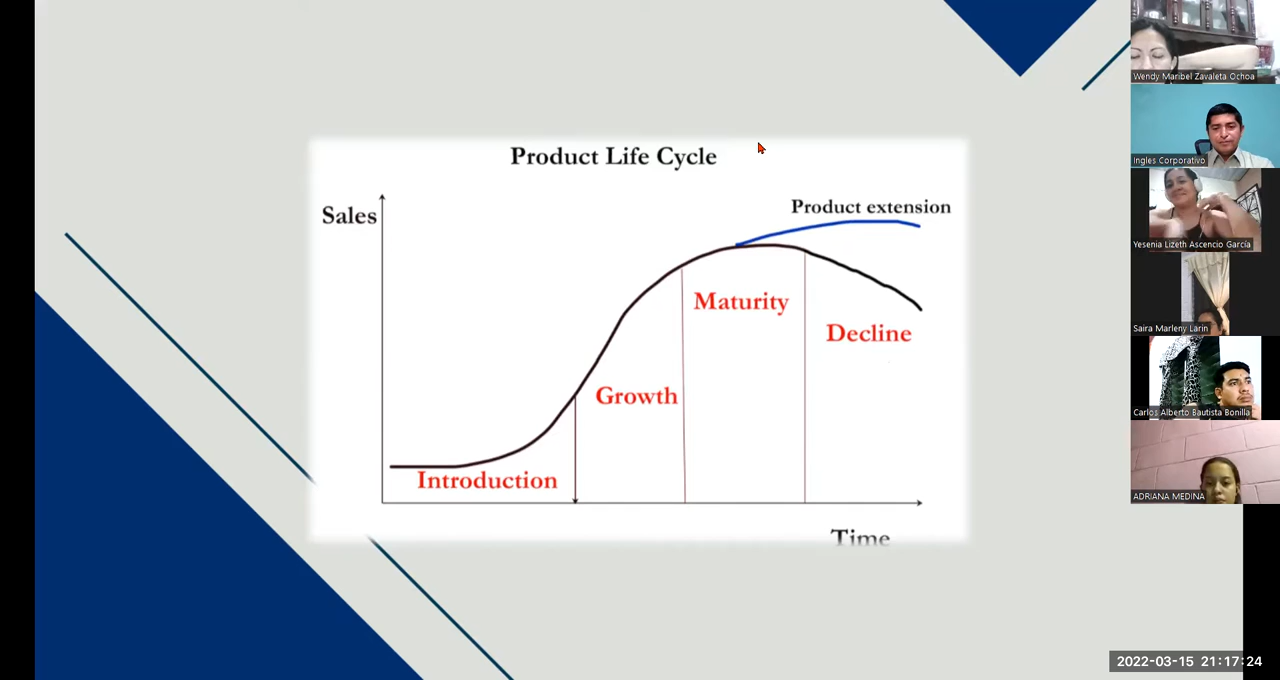 Product Life Cycle
Sales
Product extension
Maturity
Decline
Growth
Introduction
Time
Wendy Maribel Zavaleta Ochoa
Ingles Corporativo
Yesenia Lizeth Ascencio García
Saira Marleny Larin
Carlos Alberto Bautista Bonilla
ADRIANA MEDINA
2022-03-15 21:17:24